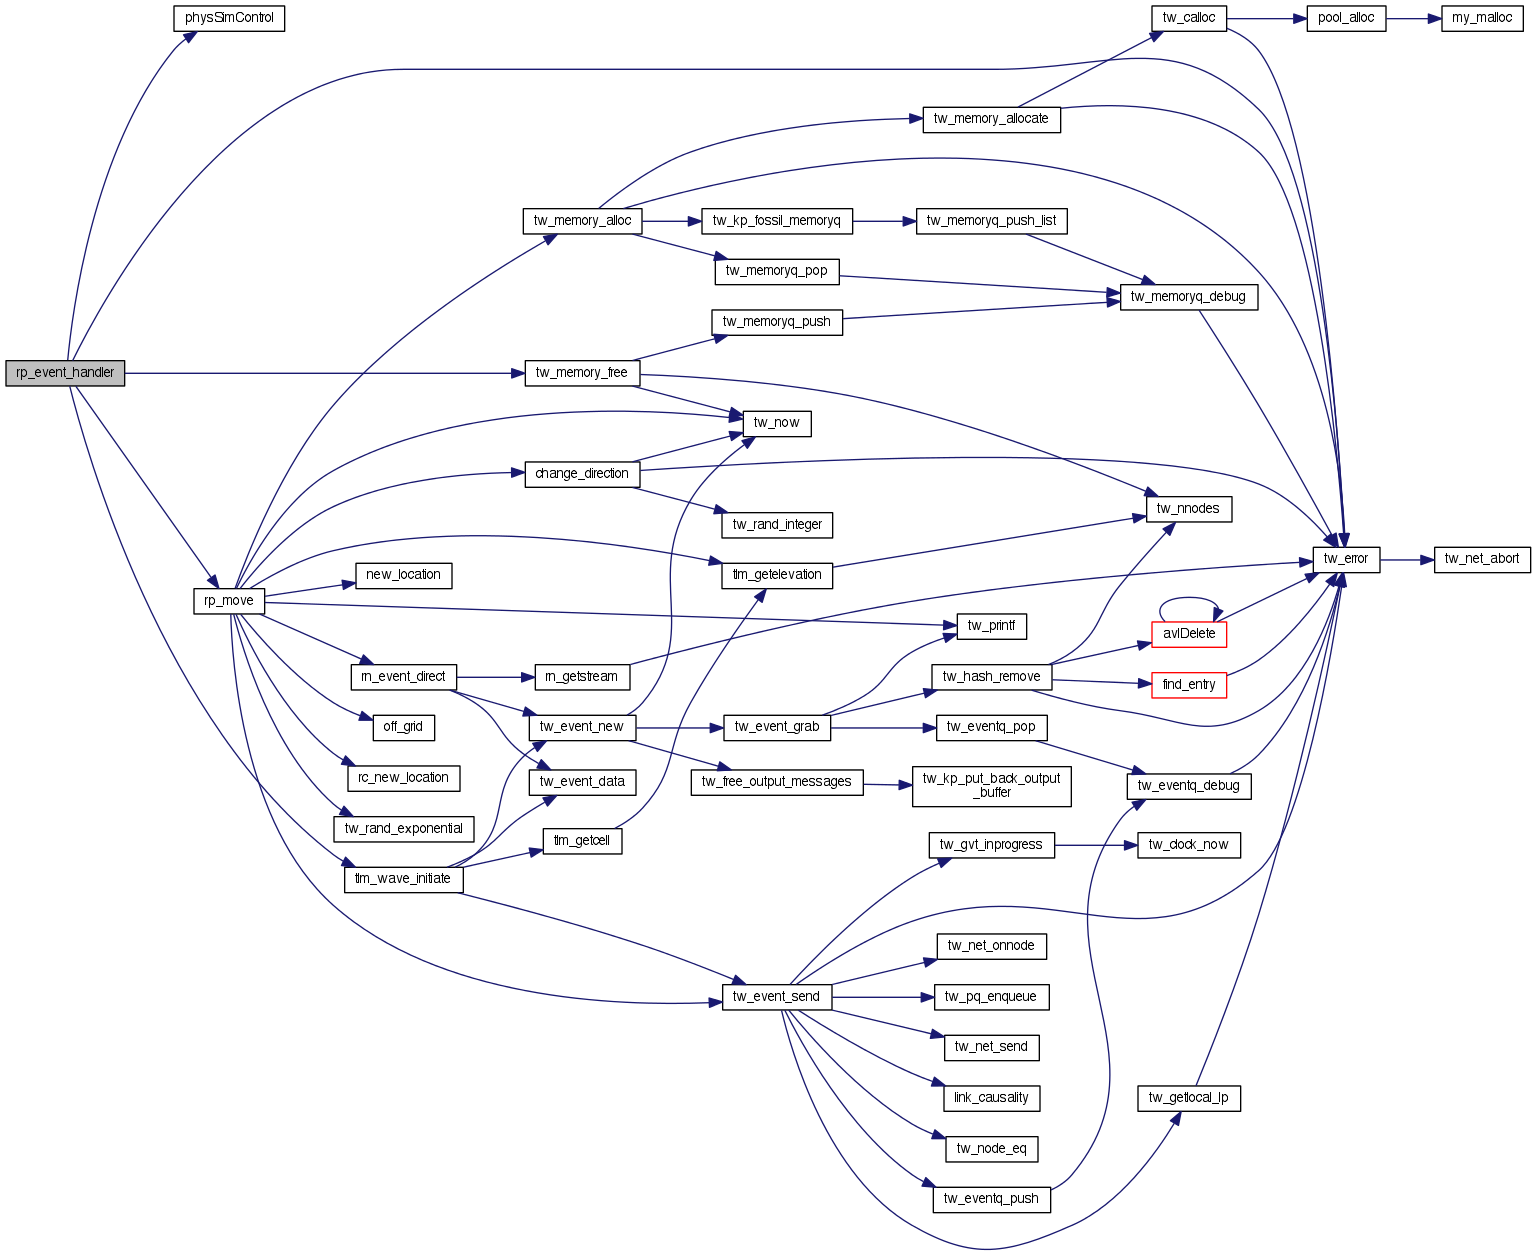 physSimControl
tw_calloc
pool_alloc
my_malloc
tw_memory_allocate
tw_memory_alloc
tw_kp_fossil_memoryq
tw_memoryq_push_list
tw_memoryq_pop
tw_memoryq_debug
tw_memoryq_push
rp_event_handler
tw_memory_free
tw_now
change_direction
tw_rand_integer
tw_nnodes
tw_error
tw_net_abort
new_location
tlm_getelevation
rp_move
tw_printf
avlDelete
rn_event_direct
rn_getstream
tw_hash_remove
find_entry
off_grid
tw_event_new
tw_event_grab
tw_eventq_pop
rc_new_location
tw_event_data
tw_free_output_messages
tw_kp_put_back_output
_buffer
tw_eventq_debug
tw_rand_exponential
tlm_getcell
tw_gvt_inprogress
tw_clock_now
tlm_wave_initiate
tw_net_onnode
tw_event_send
tw_pq_enqueue
tw_net_send
link_causality
tw_getlocal_lp
tw_node_eq
tw_eventq_push